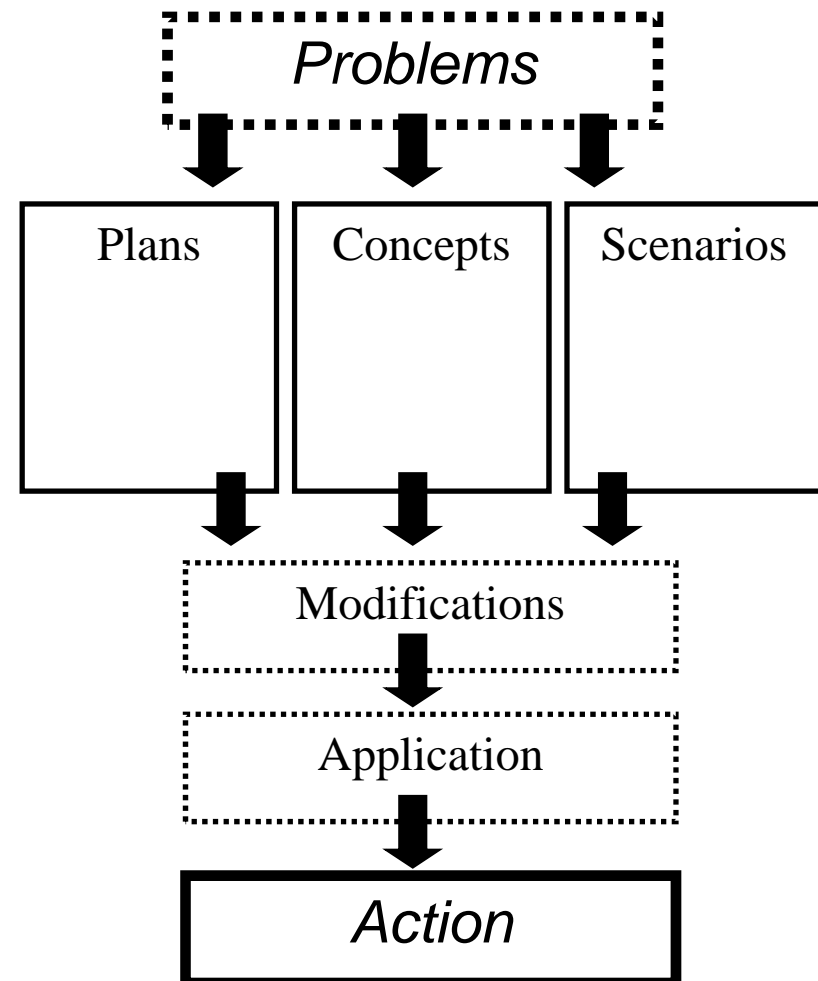 Problems
Plans
Concepts
Scenarios
Modifications
Application
Action